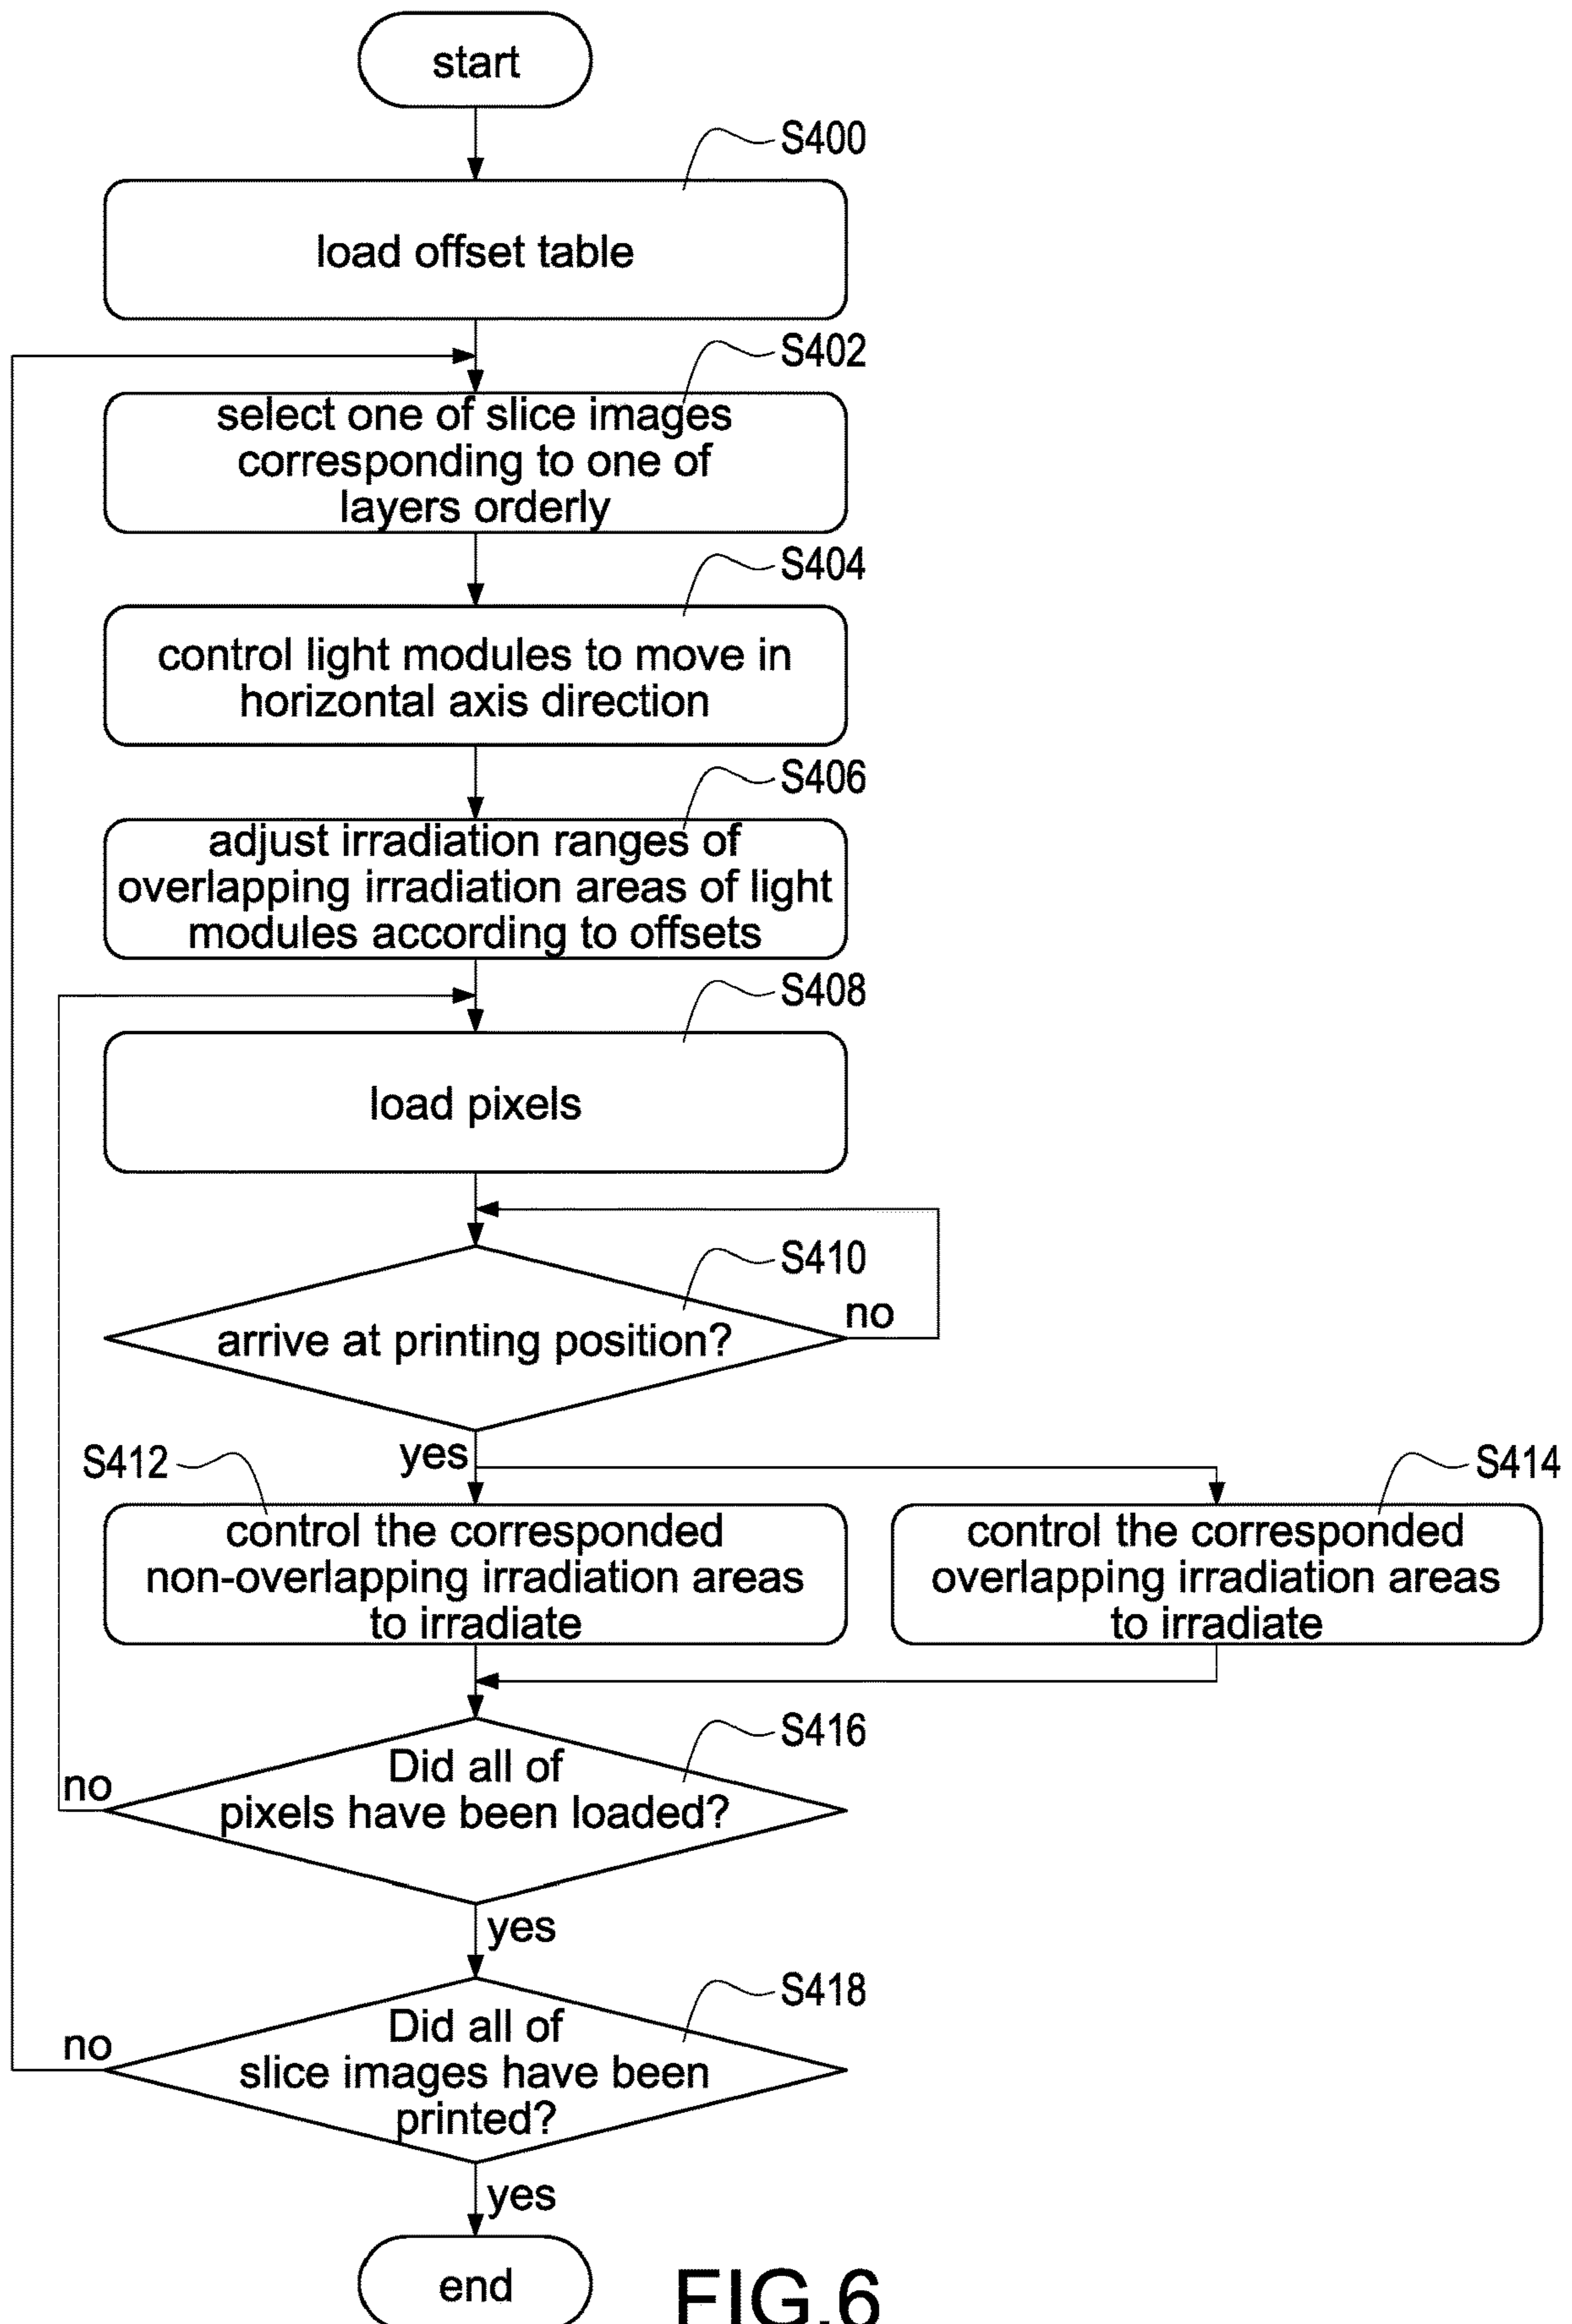 start
S400
load offset table
S402
select one of slice images
corresponding to one of
layers orderly
S404
control light modules to move in
horizontal axis direction
S406
adjust irradiation ranges of
overlapping irradiation areas of light
modules according to offsets
S408
load pixels
S410
arrive at printing position?
no
yes
S412
control the corresponded
non-overlapping irradiation areas
to irradiate
S414
control the corresponded
overlapping irradiation areas
to irradiate
S416
Did all of
pixels have been loaded?
no
yes
S418
Did all of
slice images have been
printed?
no
yes
end
FIG.6